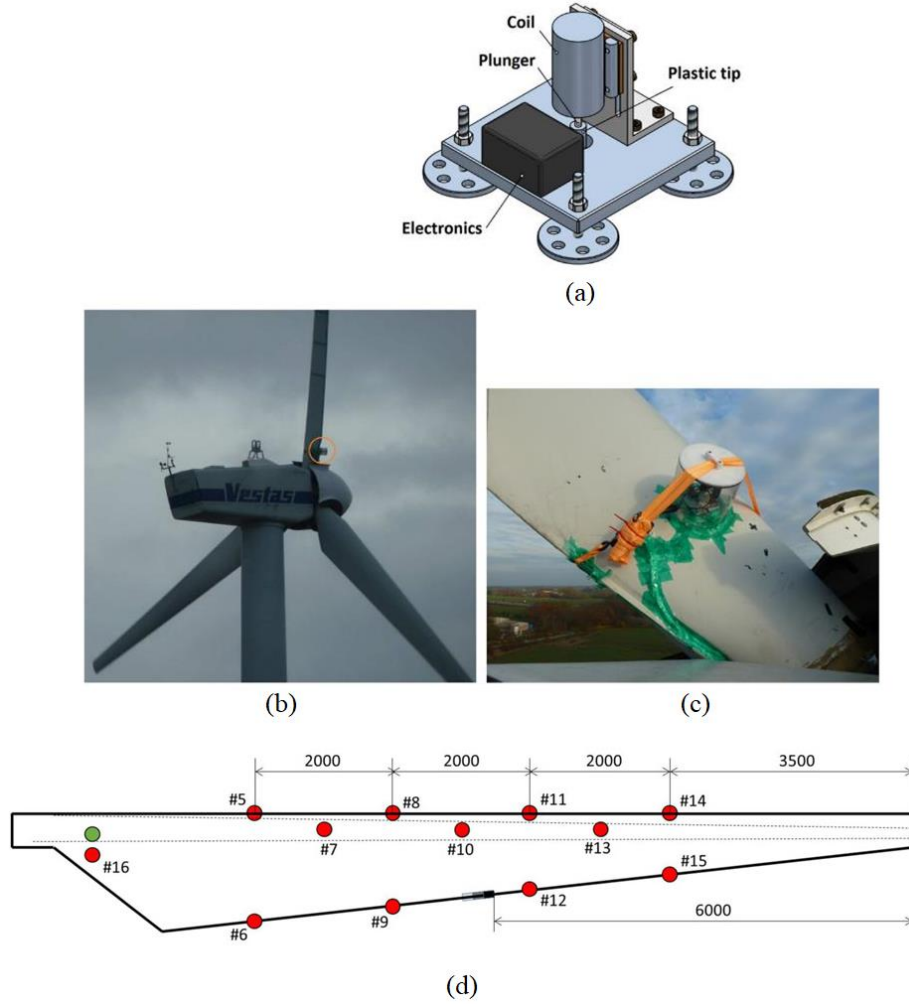 Coil
Plunger
Plastic tip
Electronics
(a)
Vestas
(b)
(c)
2000
2000
2000
3500
#5
#8
#11
#14
#7
#10
#13
#16
#15
#12
6000
#9
#6
(d)